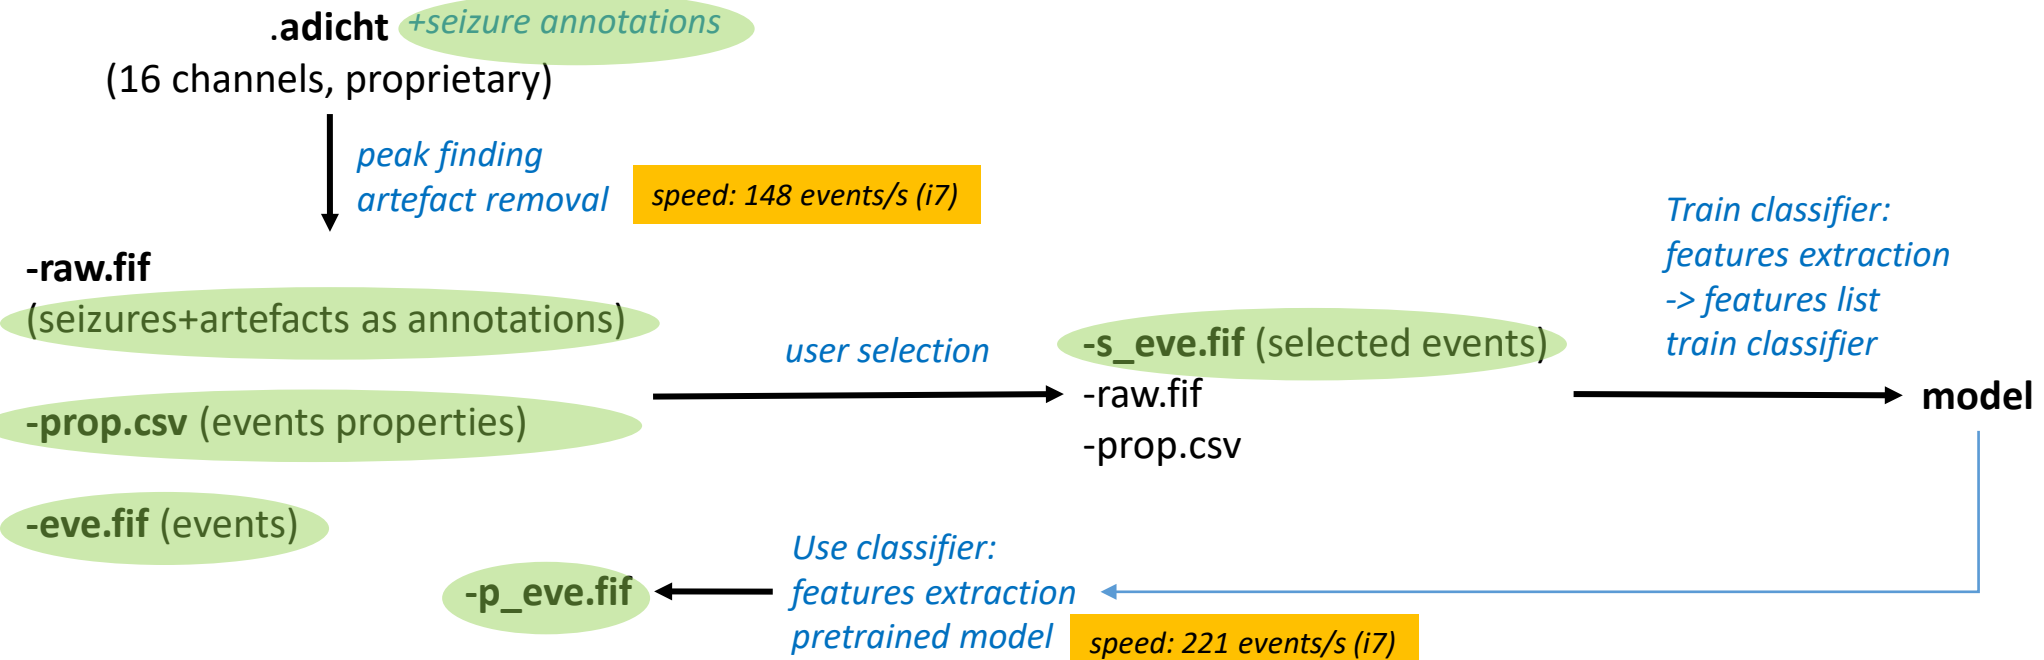 .adicht +seizure annotations
(16 channels, proprietary)
peak finding
artefact removal
speed: 148 events/s (i7)
-raw.fif
(seizures+artefacts as annotations)
-prop.csv (events properties)
-eve.fif (events)
user selection
-s_eve.fif (selected events)
-raw.fif
-prop.csv
Train classifier:
features extraction
-> features list
train classifier
model
Use classifier:
features extraction
pretrained model
speed: 221 events/s (i7)
-p_eve.fif